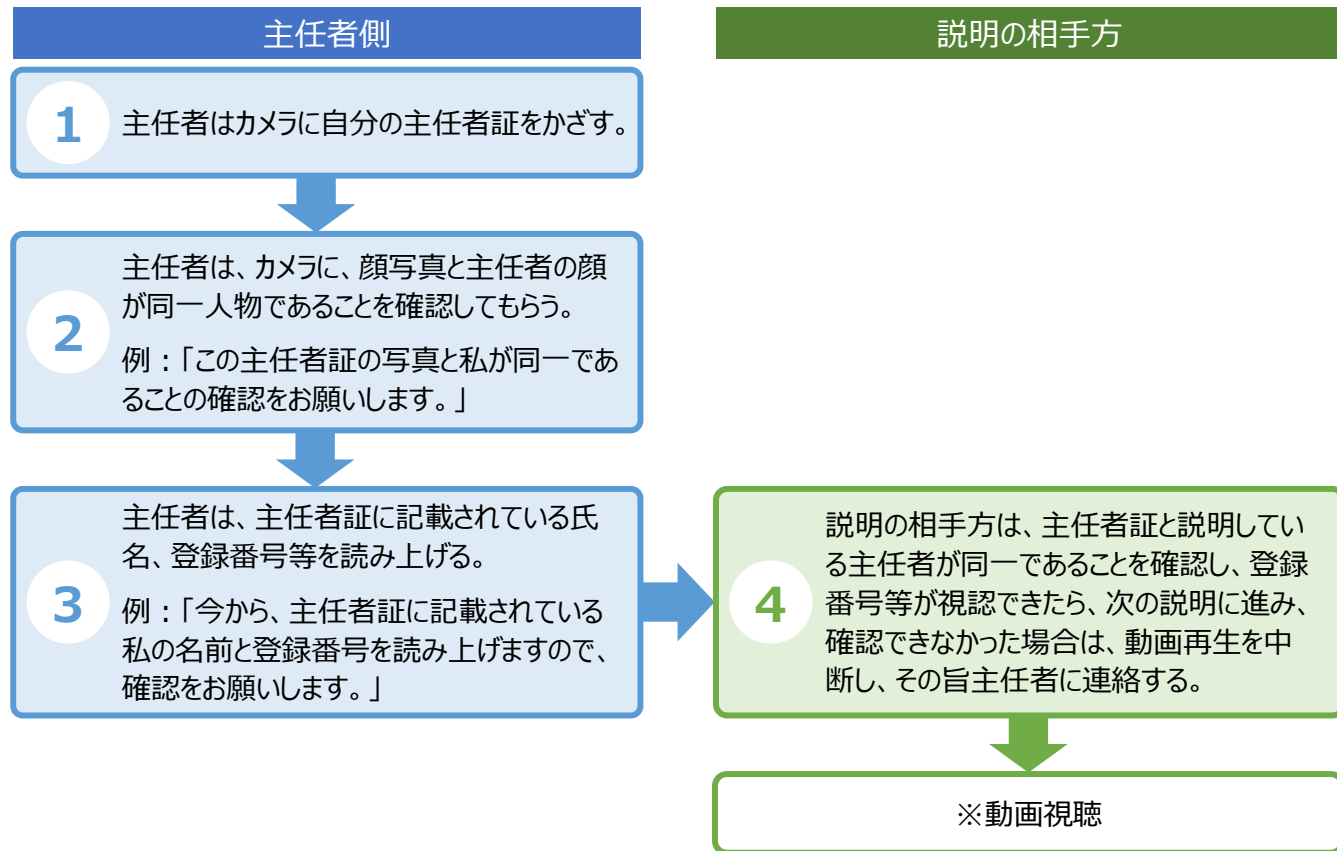 主任者側
説明の相手方
1
主任者はカメラに自分の主任者証をかざす。
2
主任者は、カメラに、顔写真と主任者の顔
が同一人物であることを確認してもらう。
例：「この主任者証の写真と私が同一であ
ることの確認をお願いします。」
3
主任者は、主任者証に記載されている氏
名、登録番号等を読み上げる。
例：「今から、主任者証に記載されている
私の名前と登録番号を読み上げますので、
確認をお願いします。」
4
説明の相手方は、主任者証と説明してい
る主任者が同一であることを確認し、登録
番号等が視認できたら、次の説明に進み、
確認できなかった場合は、動画再生を中
断し、その旨主任者に連絡する。
※動画視聴